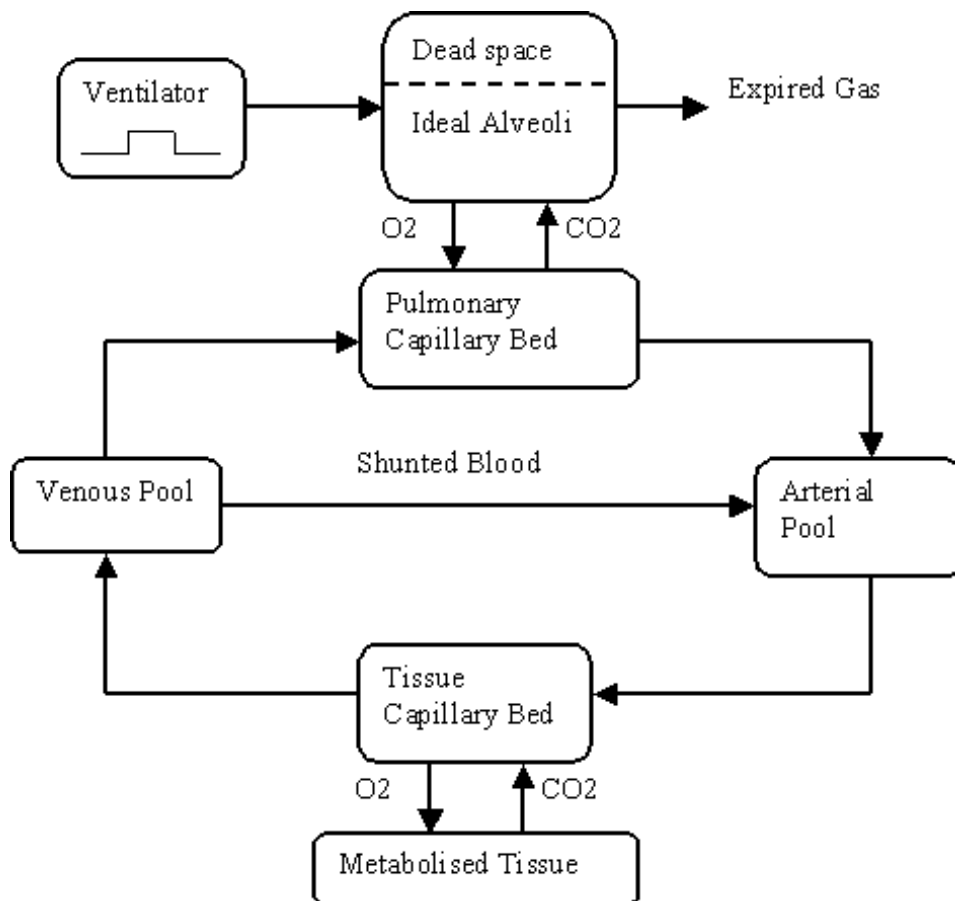 Dead space
Ventilator
Expired Gas
Ideal Alveoli
O2
CO2
Pulmonary
Capillary Bed
Shunted Blood
Venous Pool
Arterial
Pool
Tissue
Capillary Bed
O2
CO2
Metabolised Tissue